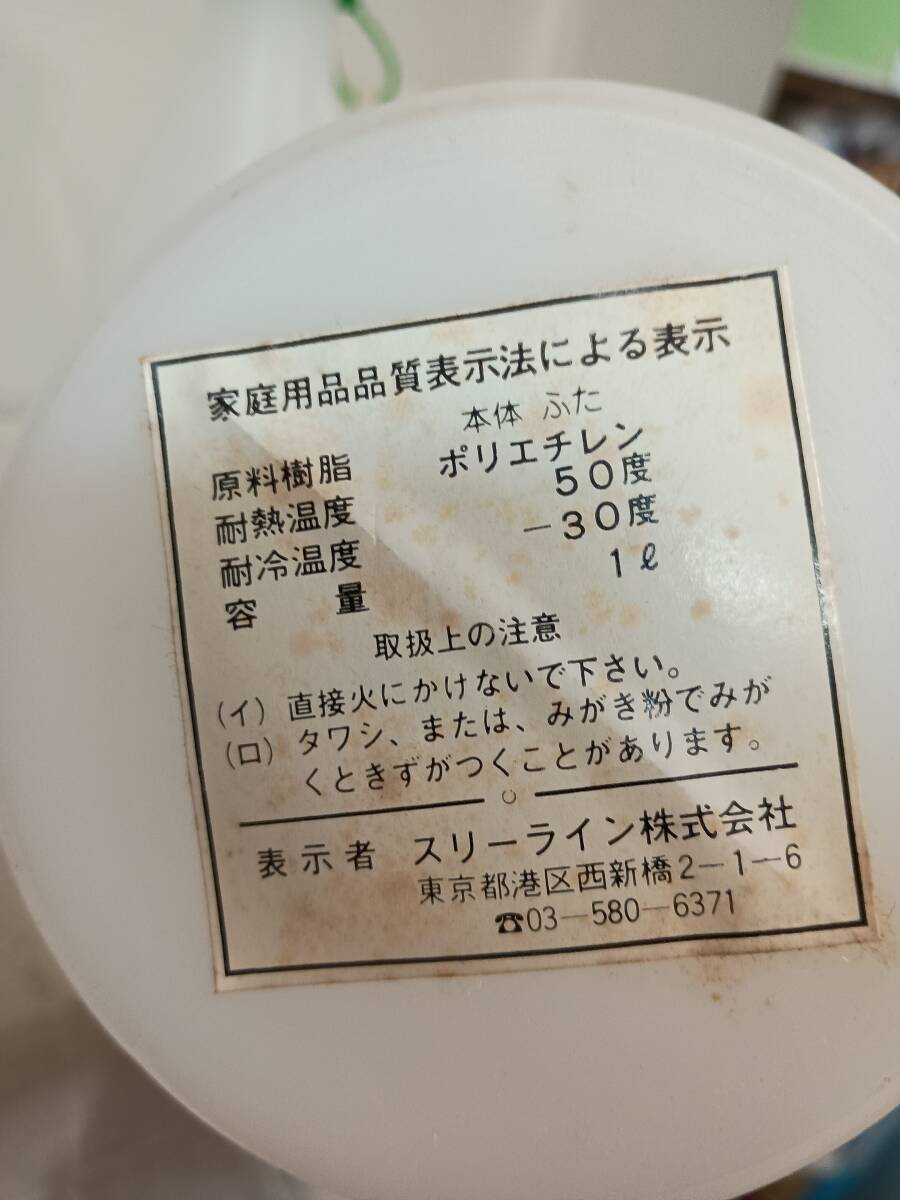 家庭用品品質表示法による表示
本体 ふた
原料樹脂 ポリエチレン
耐熱温度 50度
耐冷温度 -30度
容量 1ℓ
取扱上の注意
(イ) 直接火にかけないで下さい。
(ロ) タワシ、または、みがき粉でみが
くときずがつくことがあります。
表示者 スリーライン株式会社
東京都港区西新橋2-1-6
☎03-580-6371